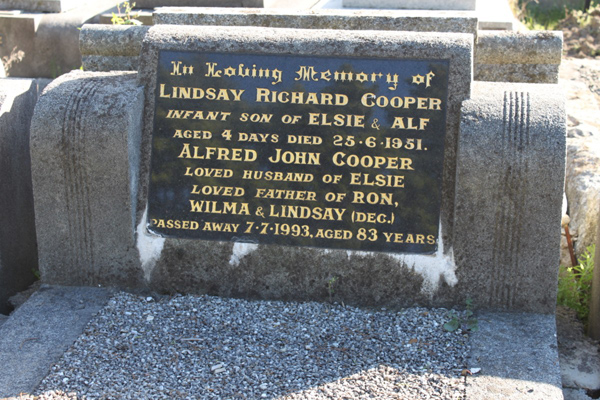 In Loving Memory of
LINDSAY RICHARD COOPER
INFANT SON OF ELSIE & ALF
AGED 4 DAYS DIED 25·6·1951.
ALFRED JOHN COOPER
LOVED HUSBAND OF ELSIE
LOVED FATHER OF RON,
WILMA & LINDSAY (DEC.)
PASSED AWAY 7·7·1993, AGED 83 YEARS